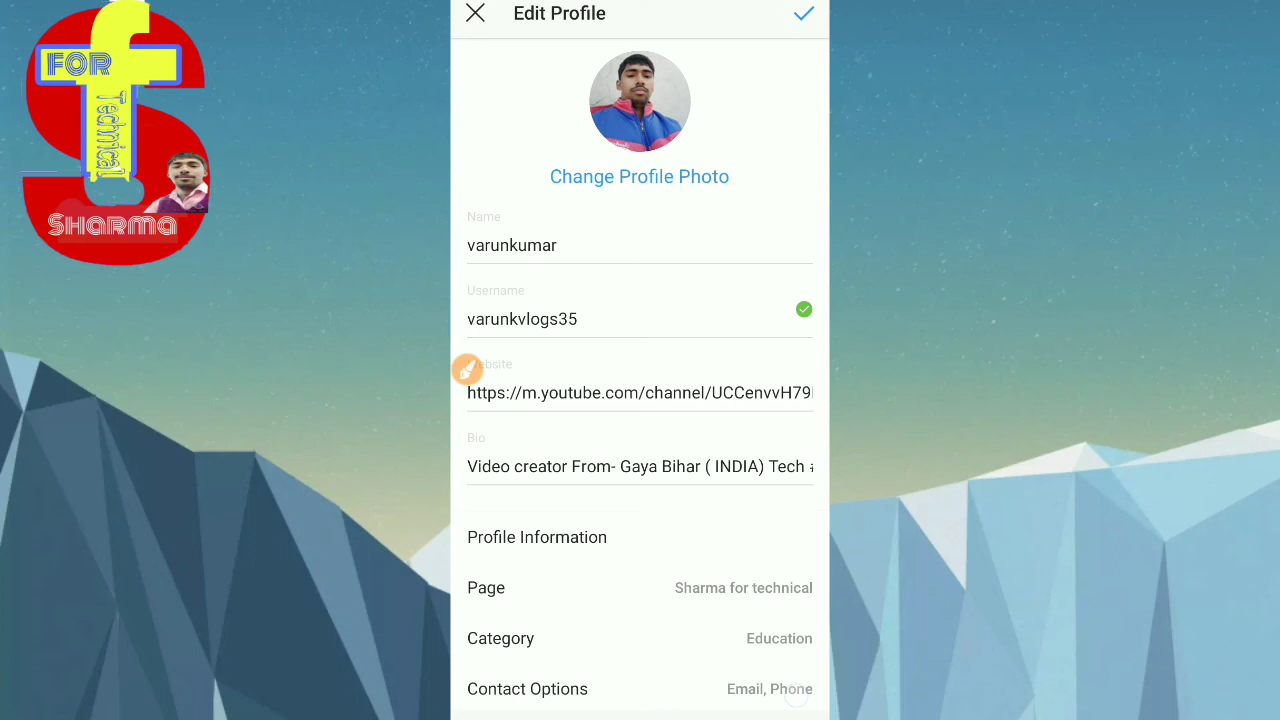 FOR
Technical
Sharma
Edit Profile
Change Profile Photo
Name
varunkumar
Username
varunkvlogs35
ebsite
https://m.youtube.com/channel/UCCenvvH79
Bio
Video creator From- Gaya Bihar ( INDIA) Tech
Profile Information
Page Sharma for technical
Category Education
Contact Options Email, Phone